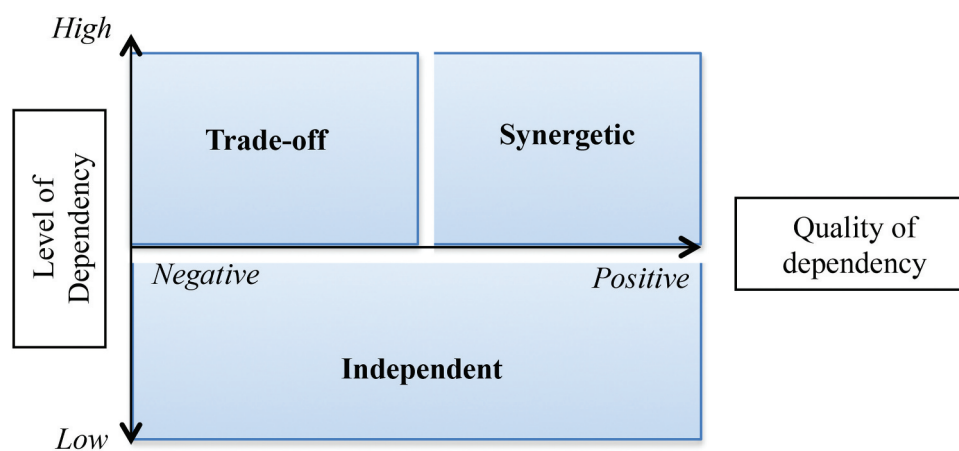 High
Trade-off
Synergetic
Level of
Dependency
Quality of
dependency
Negative
Positive
Independent
Low